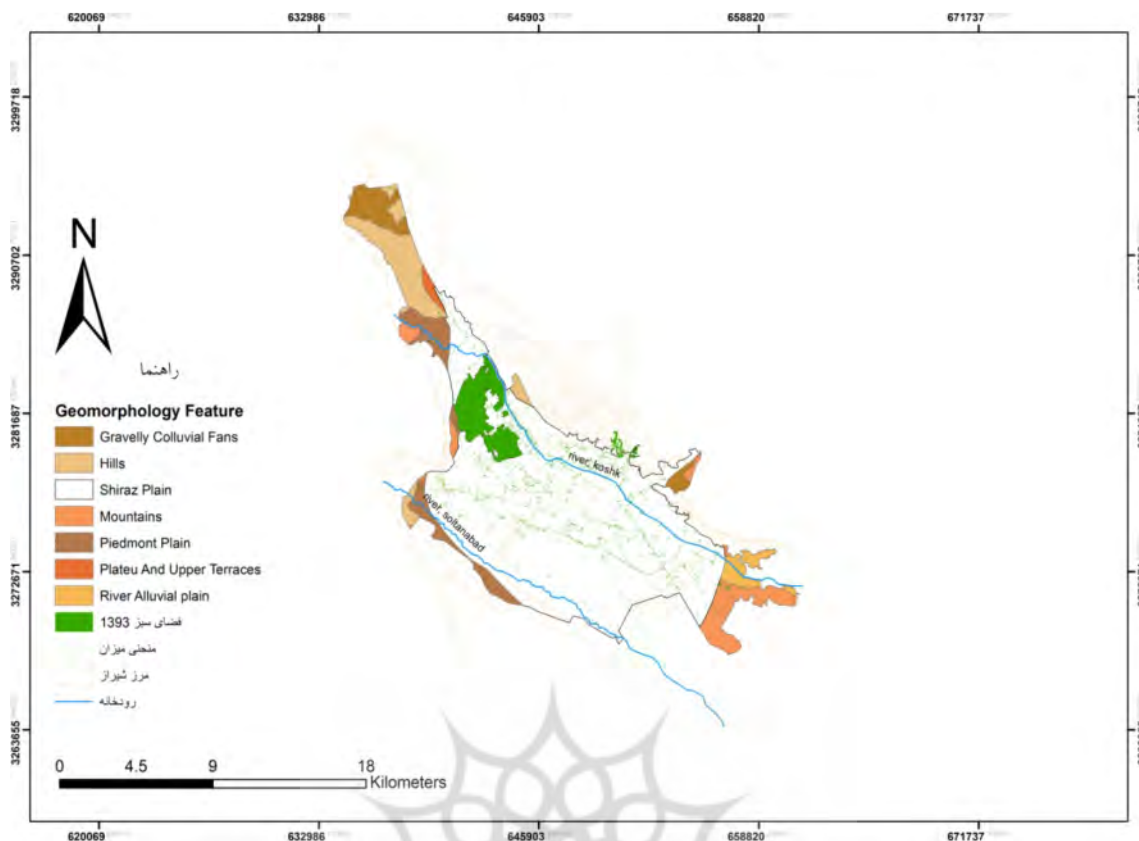 620069 632986 645903 658820 671737
3299718
3290702
3281687
3272671
3263655
N
راهنما
Geomorphology Feature
Gravelly Colluvial Fans
Hills
Shiraz Plain
Mountains
Piedmont Plain
Plateu And Upper Terraces
River Alluvial plain
فضای سبز 1393
منحنی میزان
مرز شیراز
رودخانه
river, koshk
river, soltanabad
0 4.5 9 18
Kilometers
620069 632986 645903 658820 671737